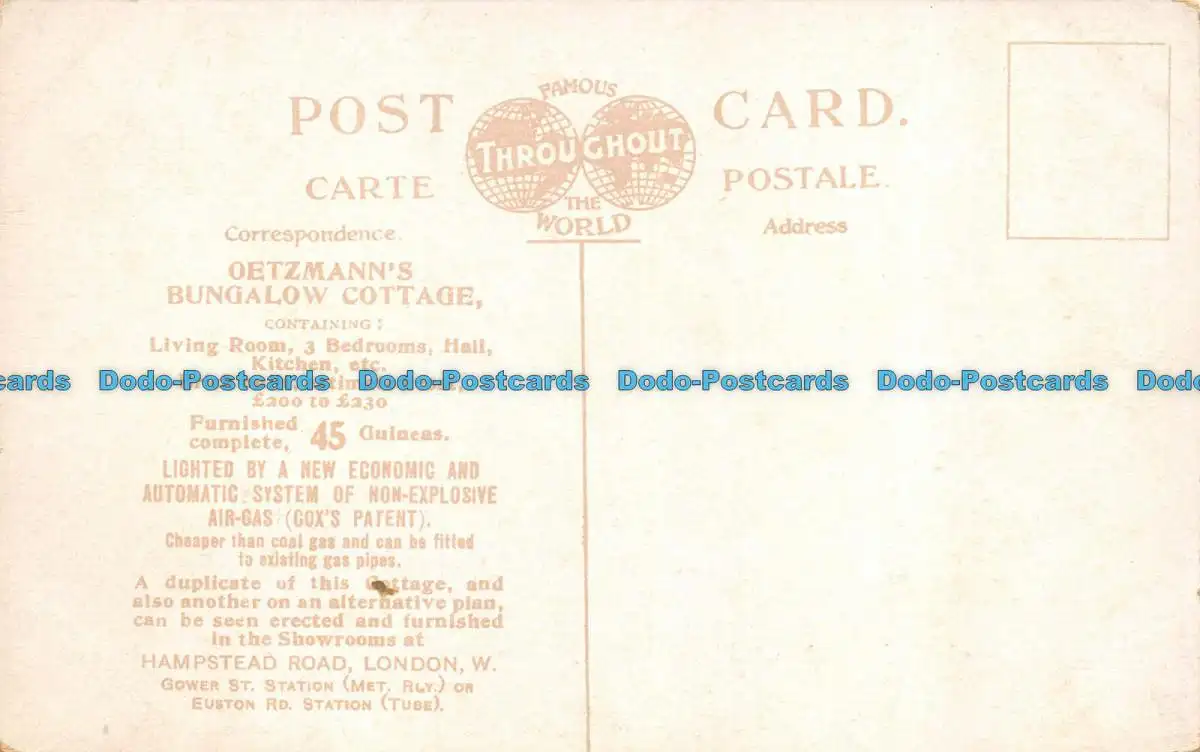 POST CARD.
FAMOUS
THROUGHOUT
THE
WORLD
CARTE POSTALE.
Correspondence.
Address
OETZMANN'S
BUNGALOW COTTAGE,
CONTAINING:
Living Room, 3 Bedrooms, Hall,
Kitchen, etc.
£200 to £230
Furnished
complete, 45 Guineas.
LIGHTED BY A NEW ECONOMIC AND
AUTOMATIC SYSTEM OF NON-EXPLOSIVE
AIR-GAS (COX'S PATENT).
Cheaper than coal gas and can be fitted
to existing gas pipes.
A duplicate of this Cottage, and
also another on an alternative plan,
can be seen erected and furnished
in the Showrooms at
HAMPSTEAD ROAD, LONDON, W.
GOWER ST. STATION (MET. RLY.) OR
EUSTON RD. STATION (TUBE).
cards Dodo-Postcards Dodo-Postcards Dodo-Postcards Dodo-Postcards Dodo